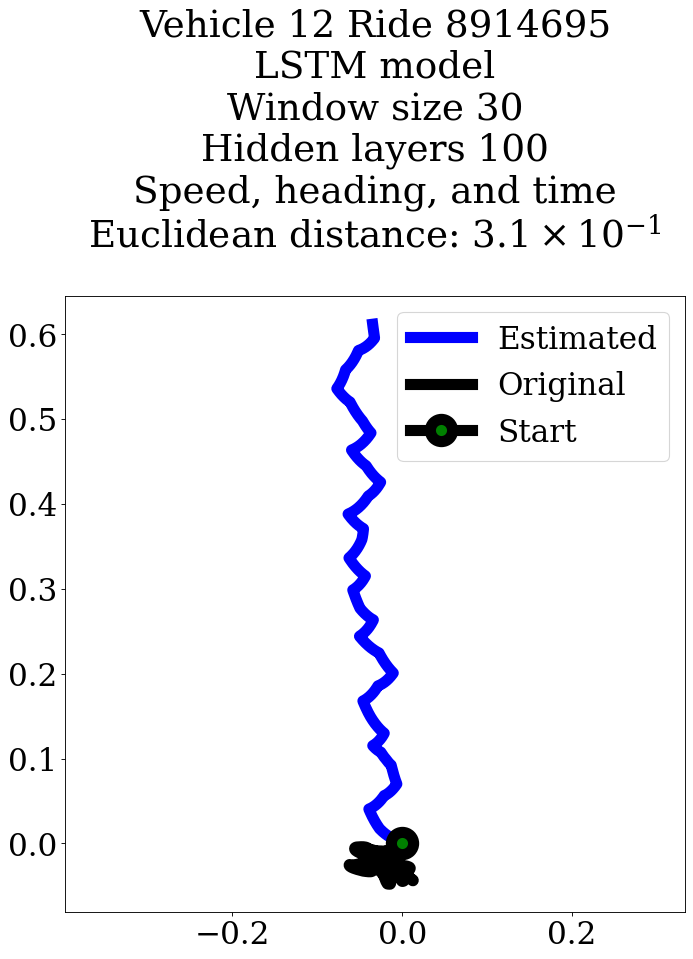 Vehicle 12 Ride 8914695
LSTM model
Window size 30
Hidden layers 100
Speed, heading, and time
Euclidean distance: 3.1 × 10⁻¹
Estimated
Original
Start
0.6
0.5
0.4
0.3
0.2
0.1
0.0
−0.2 0.0 0.2